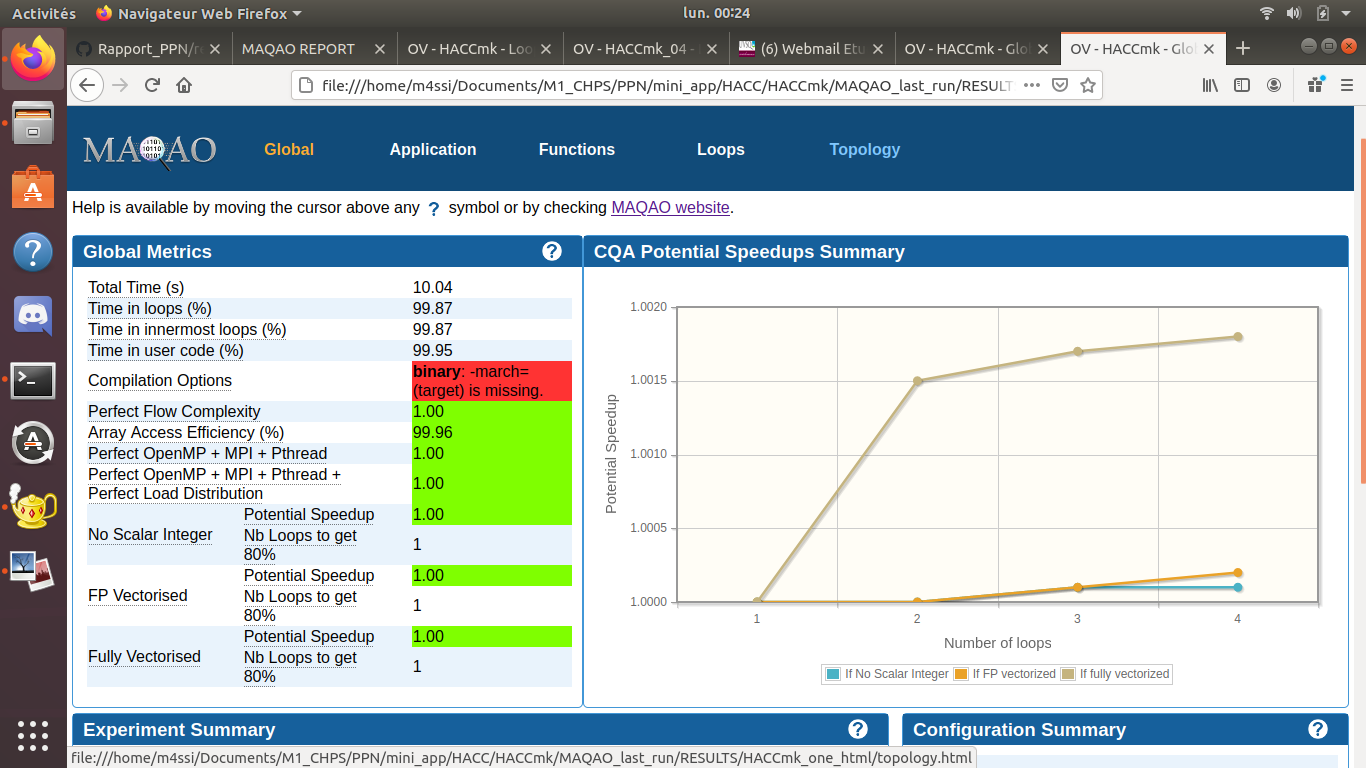 Activités
Navigateur Web Firefox
lun. 00:24
Rapport_PPN/r
MAQAO REPORT
OV - HACCmk - Loo
OV - HACCmk_04 -
(6) Webmail Etu
OV - HACCmk - Glo
OV - HACCmk - Glo
file:///home/m4ssi/Documents/M1_CHPS/PPN/mini_app/HACC/HACCmk/MAQAO_last_run/RESULT
MAQAO
Global
Application
Functions
Loops
Topology
Help is available by moving the cursor above any ? symbol or by checking MAQAO website.
Global Metrics ?
Total Time (s) 10.04
Time in loops (%) 99.87
Time in innermost loops (%) 99.87
Time in user code (%) 99.95
Compilation Options
binary: -march=
(target) is missing.
Perfect Flow Complexity 1.00
Array Access Efficiency (%) 99.96
Perfect OpenMP + MPI + Pthread 1.00
Perfect OpenMP + MPI + Pthread +
Perfect Load Distribution
1.00
No Scalar Integer
Potential Speedup 1.00
Nb Loops to get
80%
1
FP Vectorised
Potential Speedup 1.00
Nb Loops to get
80%
1
Fully Vectorised
Potential Speedup 1.00
Nb Loops to get
80%
1
CQA Potential Speedups Summary
Potential Speedup
1.0020
1.0015
1.0010
1.0005
1.0000
1 2 3 4
Number of loops
If No Scalar Integer If FP vectorized If fully vectorized
Experiment Summary ?
Configuration Summary ?
file:///home/m4ssi/Documents/M1_CHPS/PPN/mini_app/HACC/HACCmk/MAQAO_last_run/RESULTS/HACCmk_one_html/topology.html